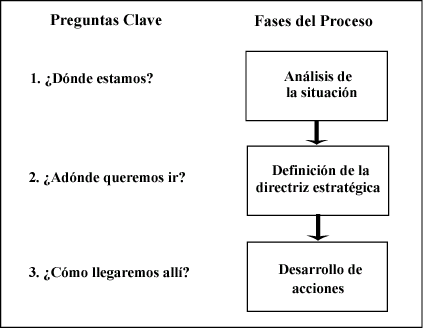 Preguntas Clave
Fases del Proceso
1. ¿Dónde estamos?
Análisis de
la situación
2. ¿Adónde queremos ir?
Definición de la
directriz estratégica
3. ¿Cómo llegaremos allí?
Desarrollo de
acciones